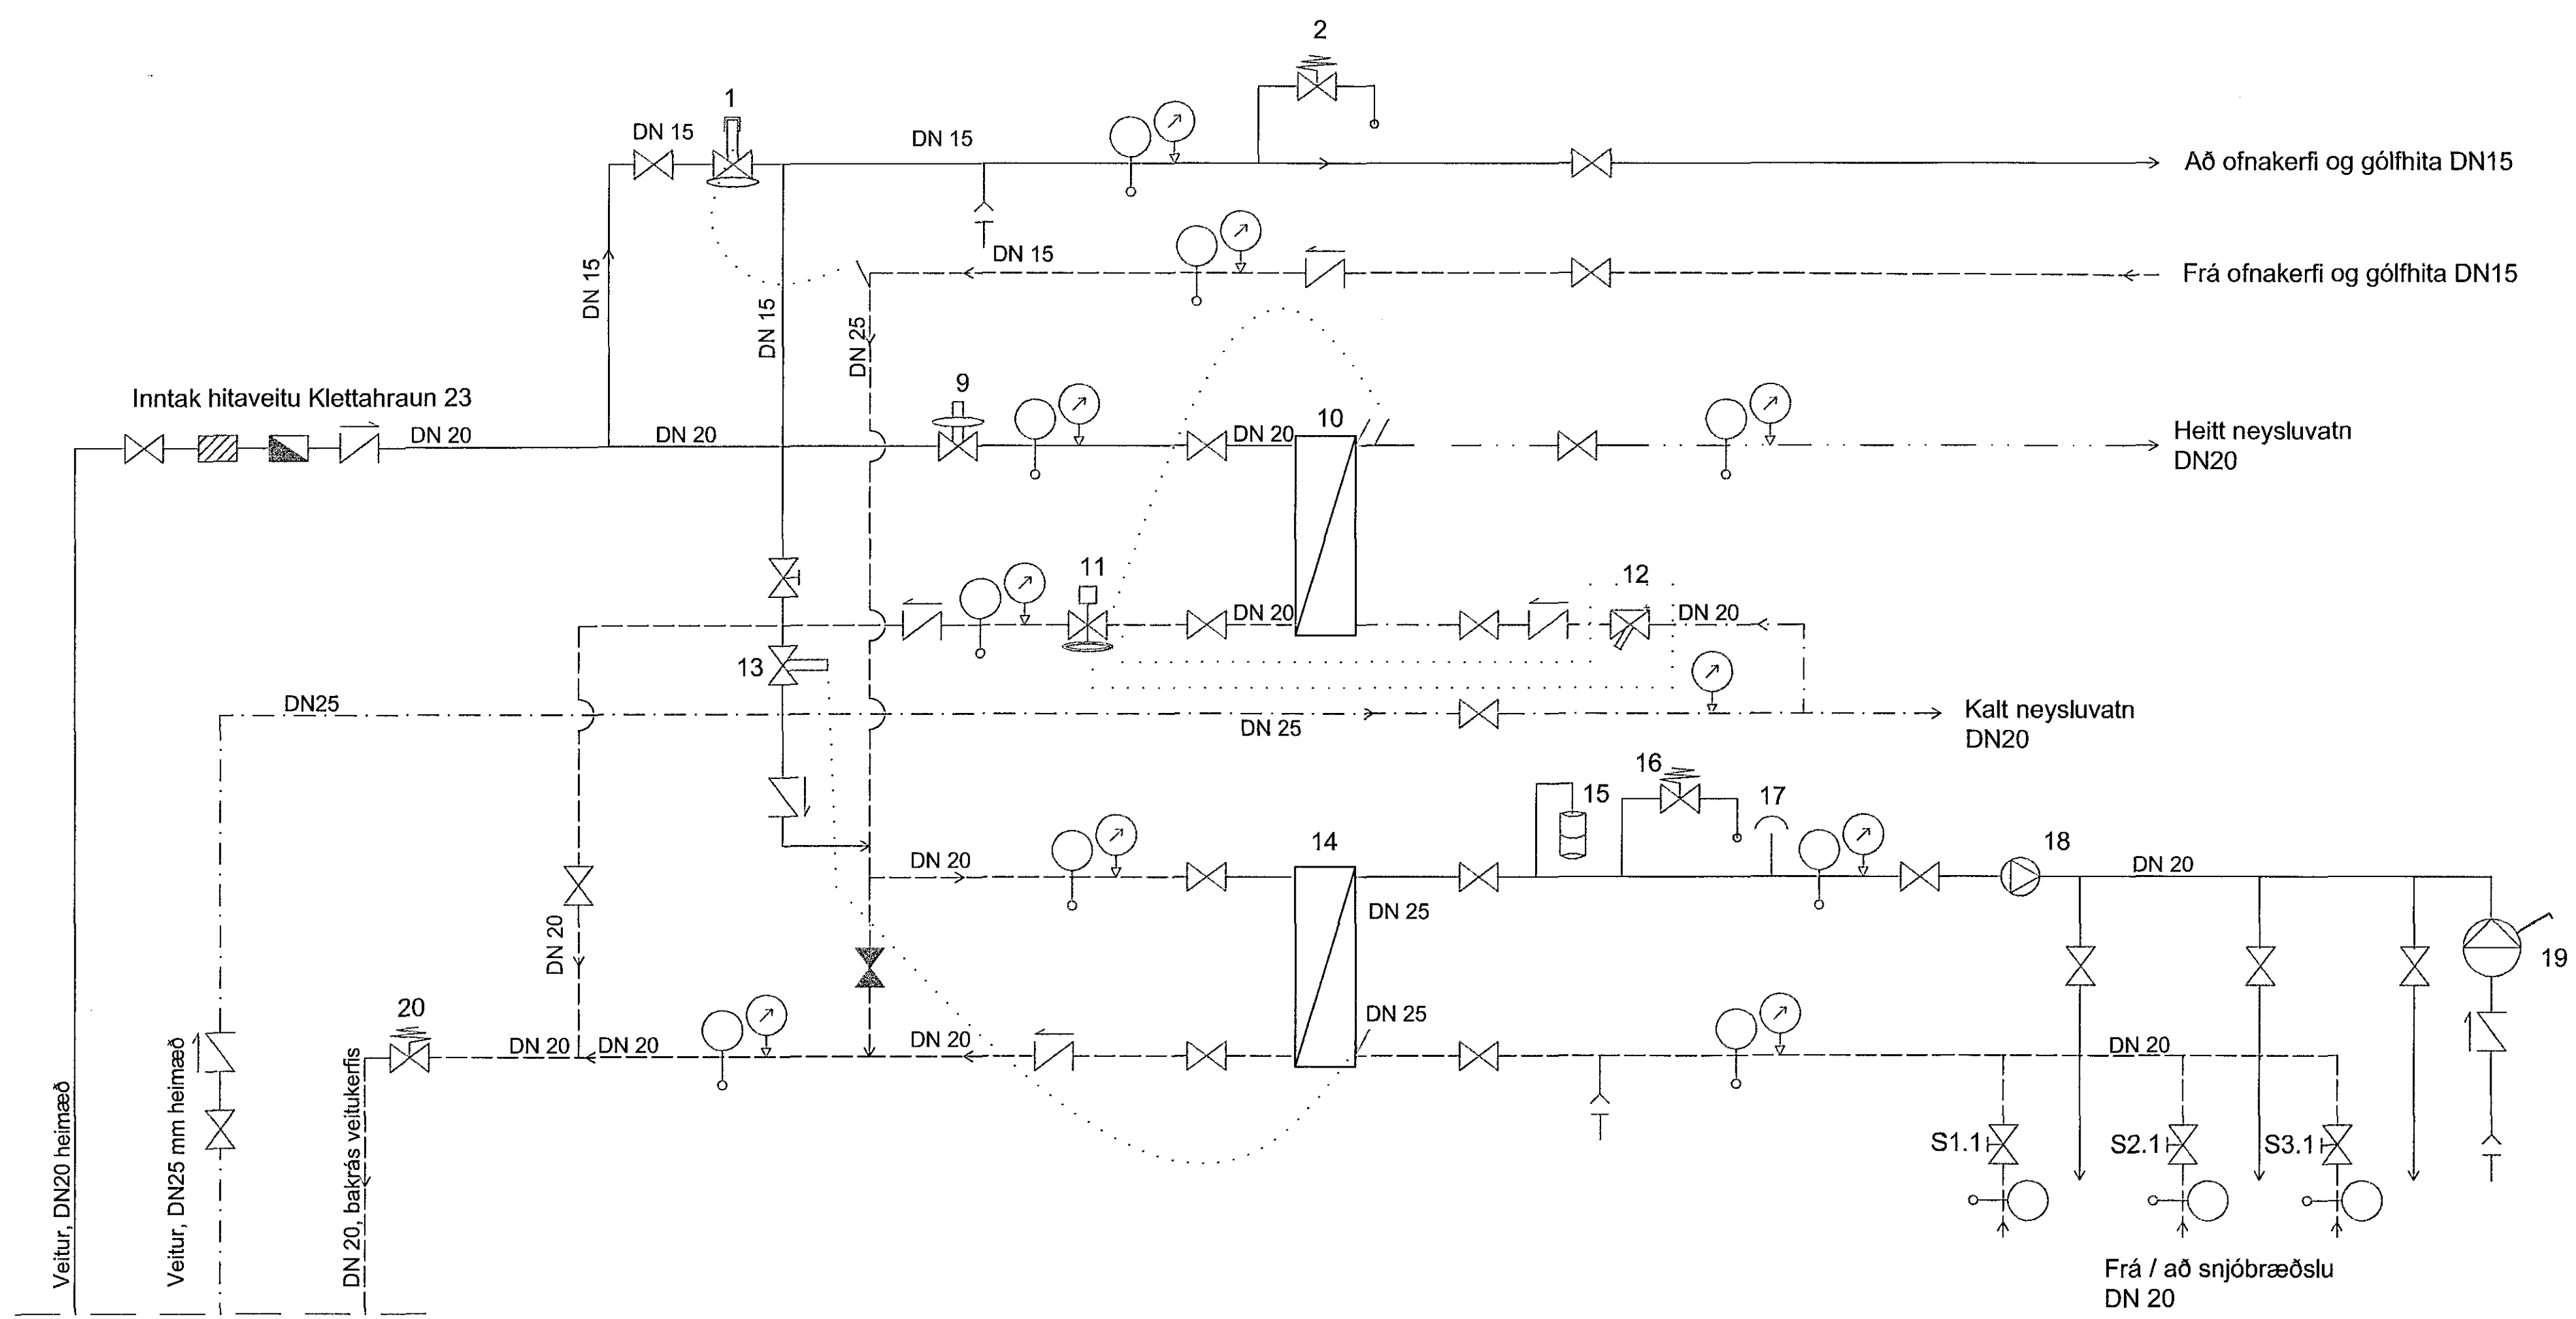 2
1
DN 15
DN 15
Að ofnakerfi og gólfhita DN15
DN 15
DN 15
DN 15
DN 25
Frá ofnakerfi og gólfhita DN15
Inntak hitaveitu Klettahraun 23
DN 20
DN 20
9
DN 20
10
Heitt neysluvatn
DN20
11
DN 20
12
DN 20
13
DN25
DN 25
Kalt neysluvatn
DN20
15
16
17
DN 20
14
18
DN 20
DN 25
19
DN 20
20
DN 20
DN 20
DN 20
DN 25
DN 20
Veitur, DN20 heimæð
Veitur, DN25 mm heimæð
DN 20, bakrás veitukerfis
S1.1
S2.1
S3.1
Frá / að snjóbræðslu
DN 20